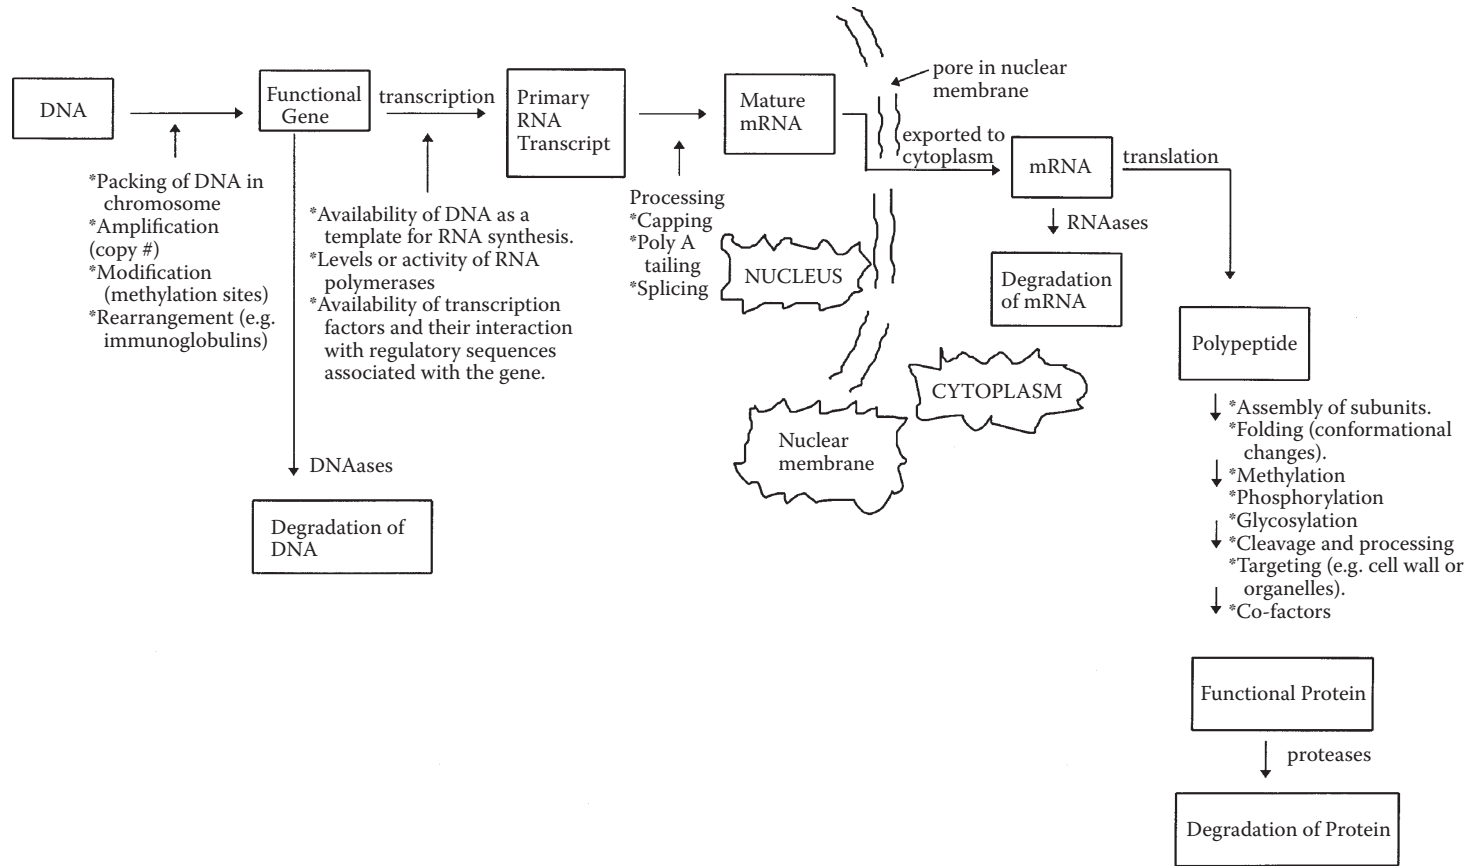 DNA
*Packing of DNA in
chromosome
*Amplification
(copy #)
*Modification
(methylation sites)
*Rearrangement (e.g.
immunoglobulins)
Functional
Gene
DNAases
Degradation of
DNA
transcription
*Availability of DNA as a
template for RNA synthesis.
*Levels or activity of RNA
polymerases
*Availability of transcription
factors and their interaction
with regulatory sequences
associated with the gene.
Primary
RNA
Transcript
Processing
*Capping
*Poly A
tailing
*Splicing
Mature
mRNA
NUCLEUS
Nuclear
membrane
pore in nuclear
membrane
exported to
cytoplasm
CYTOPLASM
mRNA
RNAases
Degradation
of mRNA
translation
Polypeptide
*Assembly of subunits.
*Folding (conformational
changes).
*Methylation
*Phosphorylation
*Glycosylation
*Cleavage and processing
*Targeting (e.g. cell wall or
organelles).
*Co-factors
Functional Protein
proteases
Degradation of Protein